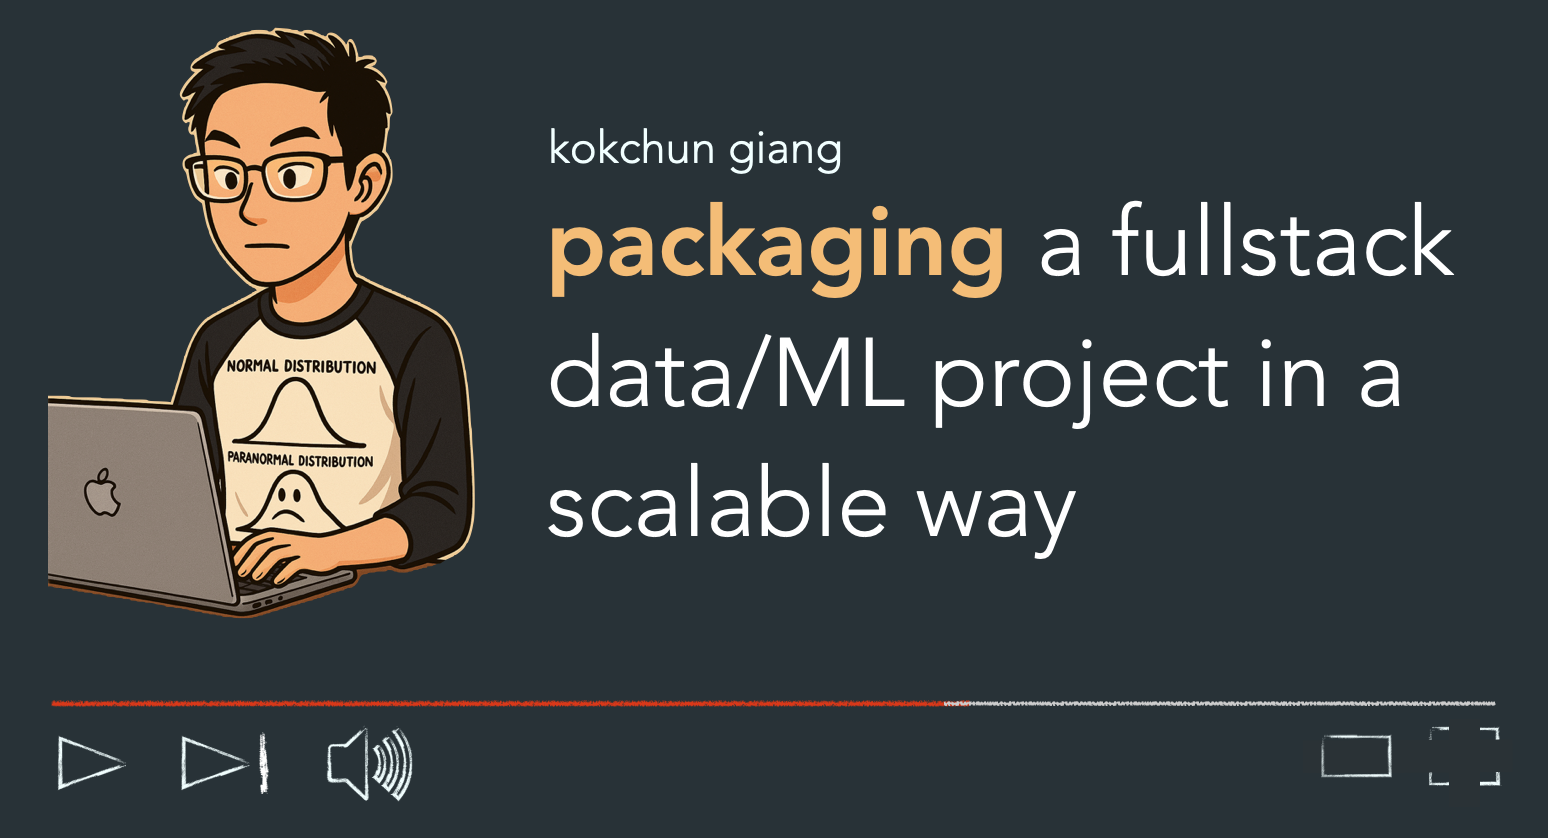 kokchun giang
packaging a fullstack
data/ML project in a
scalable way
NORMAL DISTRIBUTION
PARANORMAL DISTRIBUTION